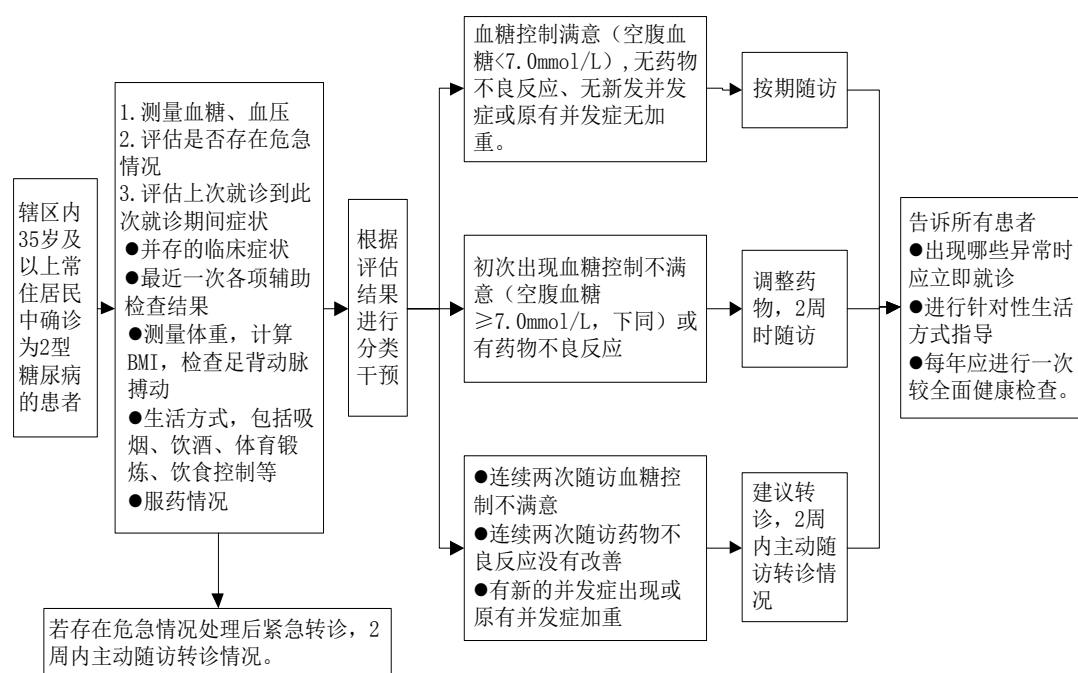 辖区内
35岁及
以上常
住居民
中确诊
为2型
糖尿病
的患者
1.测量血糖、血压
2.评估是否存在危急
情况
3.评估上次就诊到此
次就诊期间症状
●并存的临床症状
●最近一次各项辅助
检查结果
●测量体重，计算
BMI，检查足背动脉
搏动
●生活方式，包括吸
烟、饮酒、体育锻
炼、饮食控制等
●服药情况
若存在危急情况处理后紧急转诊，2
周内主动随访转诊情况。
根据
评估
结果
进行
分类
干预
血糖控制满意（空腹血
糖<7.0mmol/L）,无药物
不良反应、无新发并发
症或原有并发症无加
重。
按期随访
初次出现血糖控制不满
意（空腹血糖
≥7.0mmol/L，下同）或
有药物不良反应
调整药
物，2周
时随访
●连续两次随访血糖控
制不满意
●连续两次随访药物不
良反应没有改善
●有新的并发症出现或
原有并发症加重
建议转
诊，2周
内主动随
访转诊情
况
告诉所有患者
●出现哪些异常时
应立即就诊
●进行针对性生活
方式指导
●每年应进行一次
较全面健康检查。